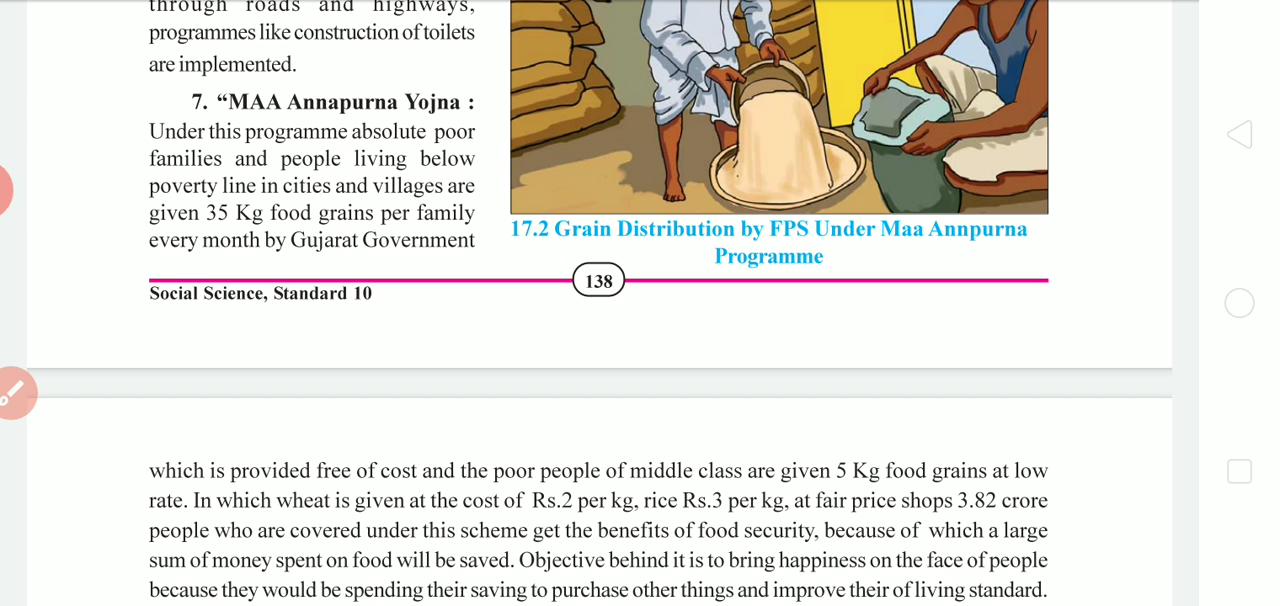 through roads and highways,
programmes like construction of toilets
are implemented.
7. “MAA Annapurna Yojna :
Under this programme absolute poor
families and people living below
poverty line in cities and villages are
given 35 Kg food grains per family
every month by Gujarat Government
17.2 Grain Distribution by FPS Under Maa Annpurna
Programme
138
Social Science, Standard 10
which is provided free of cost and the poor people of middle class are given 5 Kg food grains at low
rate. In which wheat is given at the cost of Rs.2 per kg, rice Rs.3 per kg, at fair price shops 3.82 crore
people who are covered under this scheme get the benefits of food security, because of which a large
sum of money spent on food will be saved. Objective behind it is to bring happiness on the face of people
because they would be spending their saving to purchase other things and improve their of living standard.